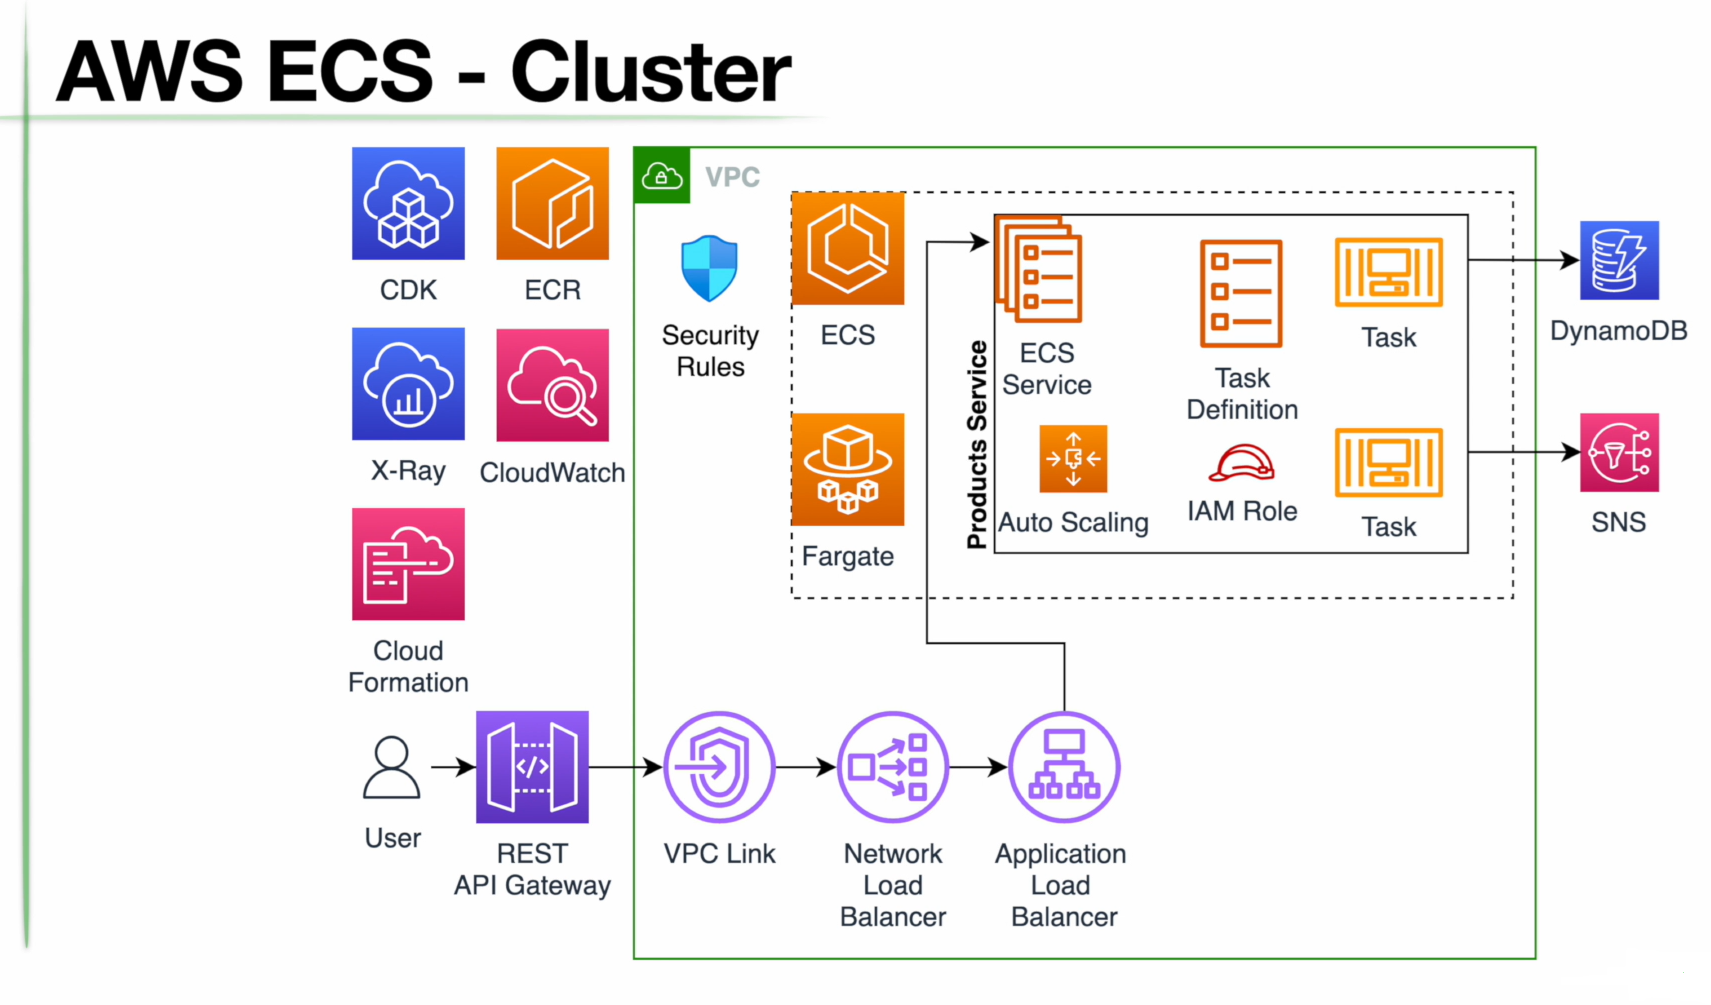 AWS ECS - Cluster
CDK
ECR
VPC
Security
Rules
ECS
Products Service
ECS
Service
Task
Definition
Task
DynamoDB
X-Ray
CloudWatch
Fargate
Auto Scaling
IAM Role
Task
SNS
Cloud
Formation
User
REST
API Gateway
VPC Link
Network
Load
Balancer
Application
Load
Balancer